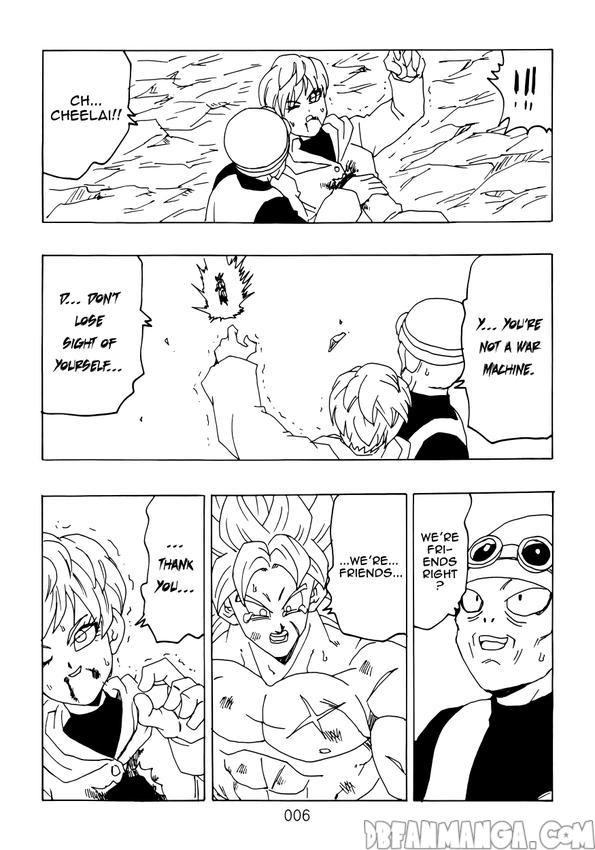 !!!
CH...
CHEELAI!!
Y... YOU'RE
NOT A WAR
MACHINE.
D... DON'T
LOSE
SIGHT OF
YOURSELF...
WE'RE
FRI-
ENDS
RIGHT
?
...WE'RE...
FRIENDS...
...
THANK
YOU...
006
DBFANMANGA.COM